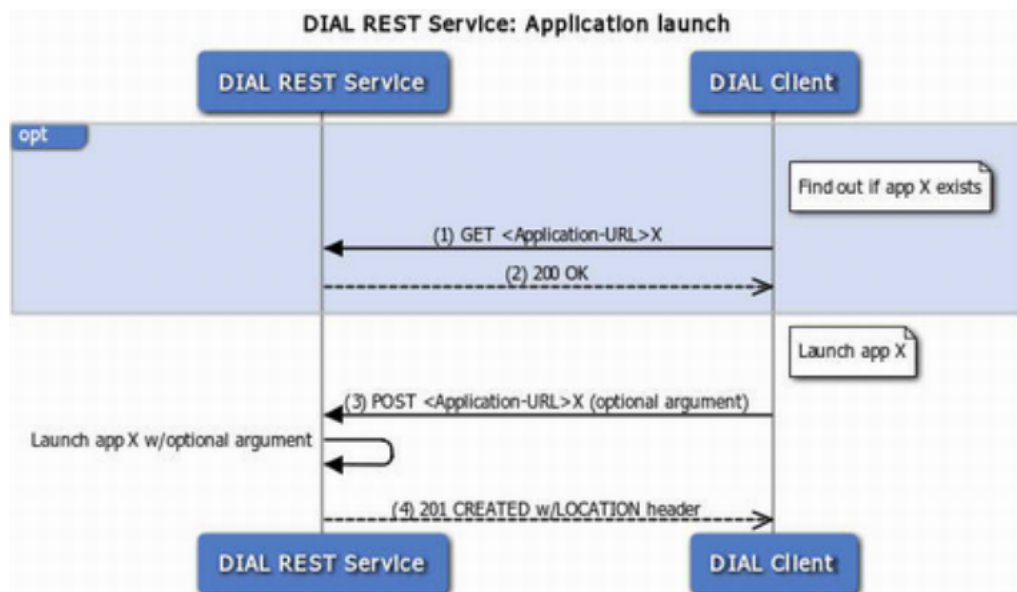 DIAL REST Service: Application launch
DIAL REST Service
DIAL Client
opt
Find out if app X exists
(1) GET <Application-URL>X
(2) 200 OK
Launch app X
(3) POST <Application-URL>X (optional argument)
Launch app X w/optional argument
(4) 201 CREATED w/LOCATION header
DIAL REST Service
DIAL Client